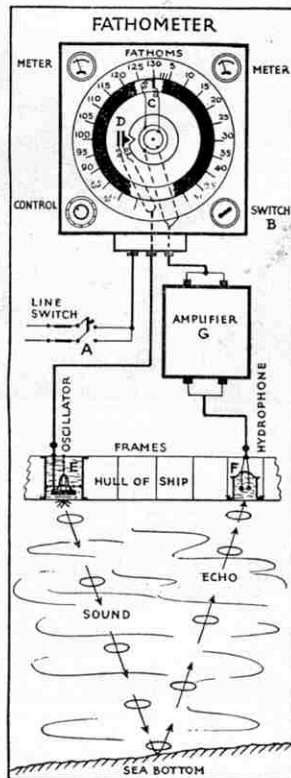 FATHOMETER
METER
METER
FATHOMS
130
125
120
115
110
105
100
95
90
5
10
15
20
25
30
35
40
C
D
CONTROL
SWITCH
B
LINE
SWITCH
A
AMPLIFIER
G
OSCILLATOR
HYDROPHONE
FRAMES
E
HULL OF SHIP
F
ECHO
SOUND
SEA BOTTOM